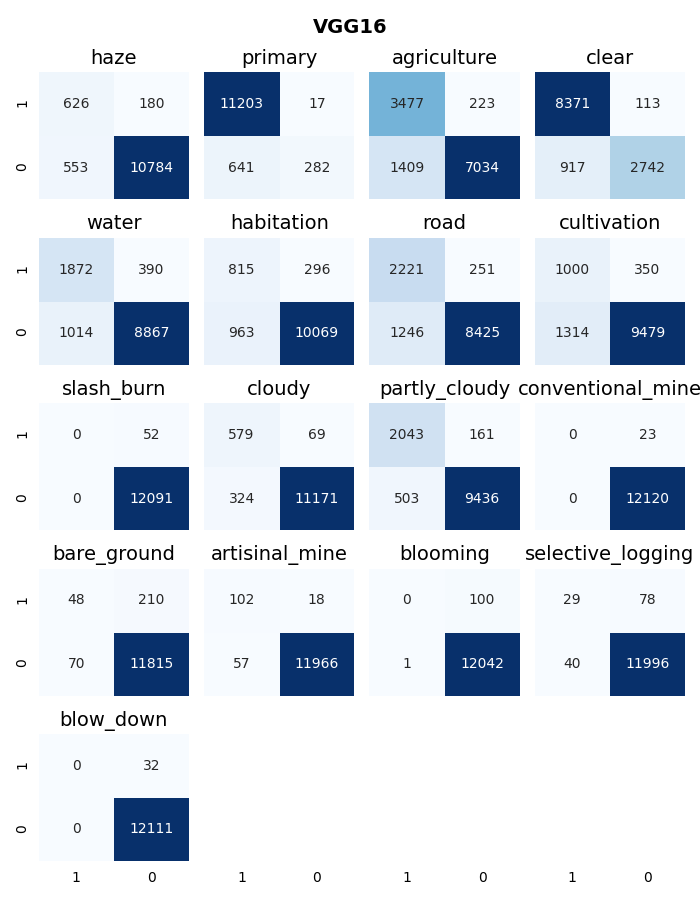 VGG16
haze primary agriculture clear
1 626 180 11203 17 3477 223 8371 113
0 553 10784 641 282 1409 7034 917 2742
water habitation road cultivation
1 1872 390 815 296 2221 251 1000 350
0 1014 8867 963 10069 1246 8425 1314 9479
slash_burn cloudy partly_cloudy conventional_mine
1 0 52 579 69 2043 161 0 23
0 0 12091 324 11171 503 9436 0 12120
bare_ground artisinal_mine blooming selective_logging
1 48 210 102 18 0 100 29 78
0 70 11815 57 11966 1 12042 40 11996
blow_down
1 0 32
0 0 12111
1 0 1 0 1 0 1 0